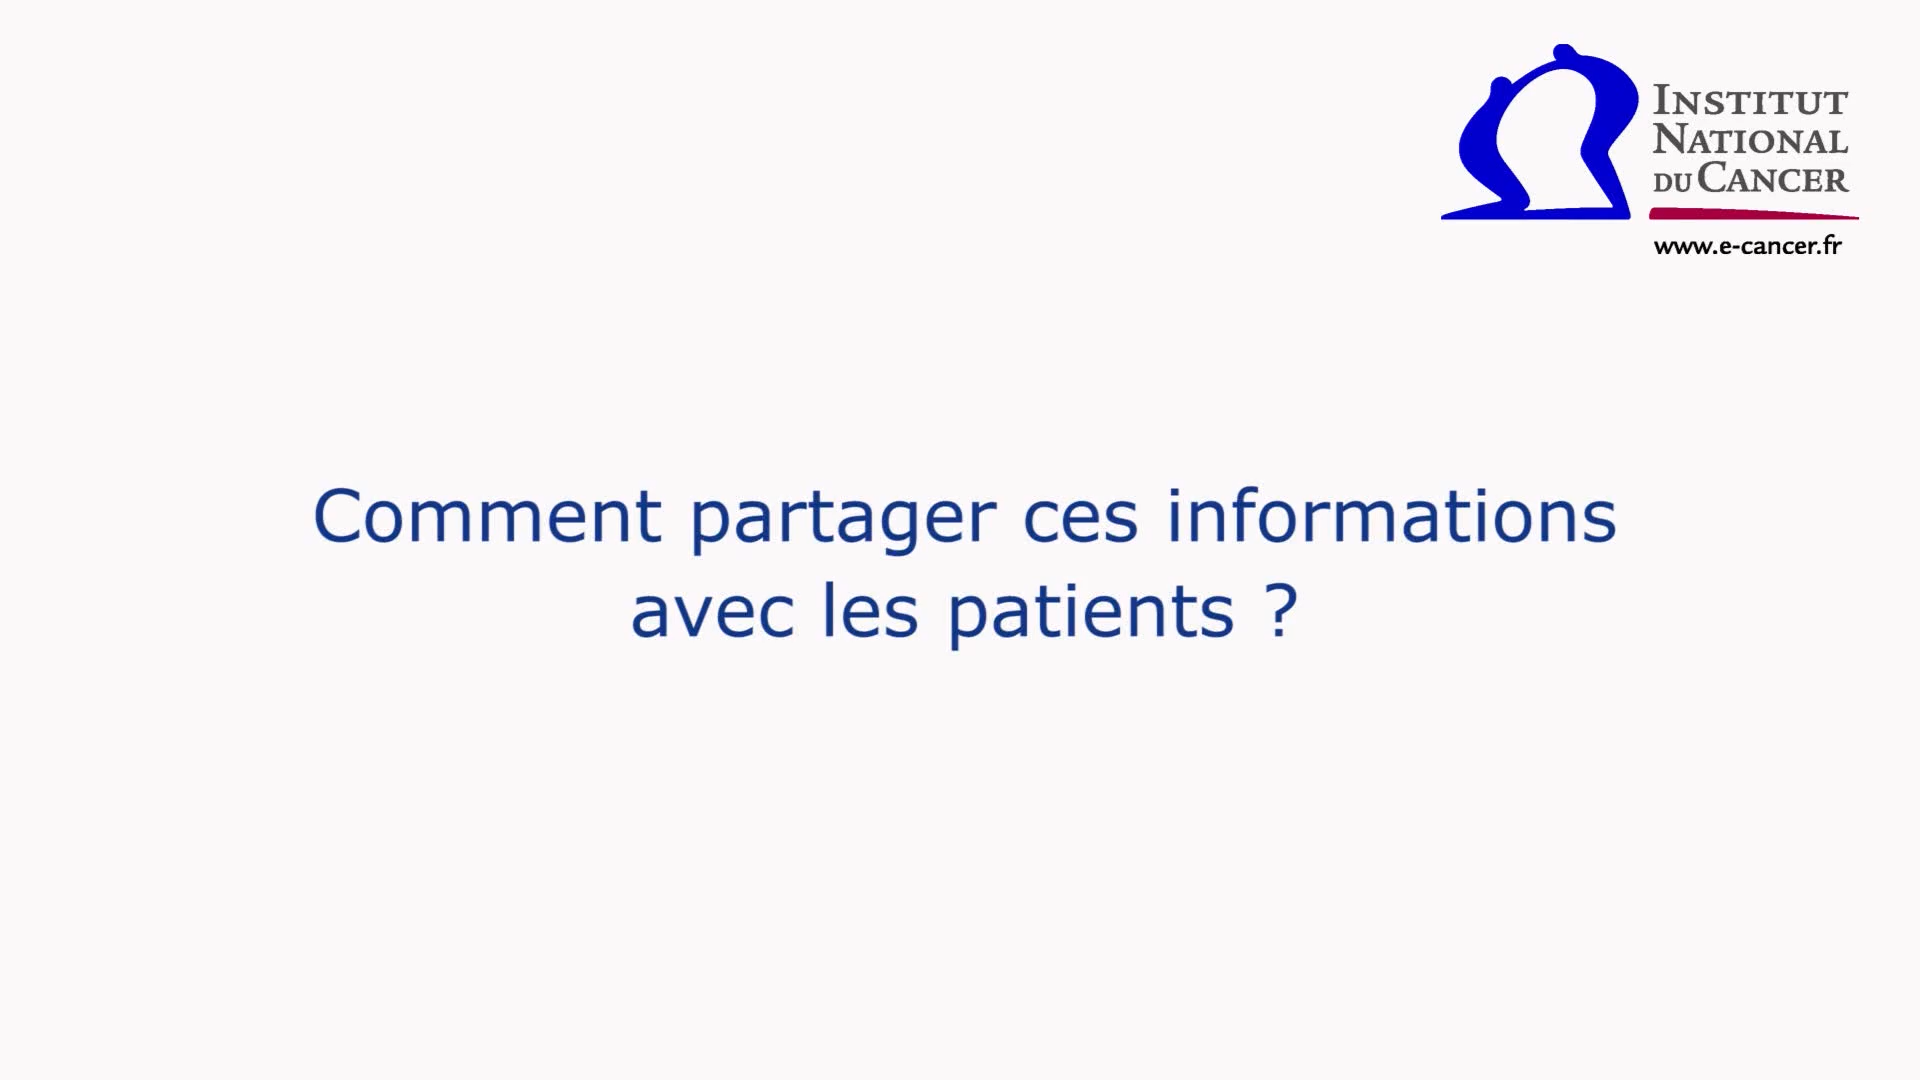 INSTITUT
NATIONAL
DU CANCER
www.e-cancer.fr
Comment partager ces informations
avec les patients ?